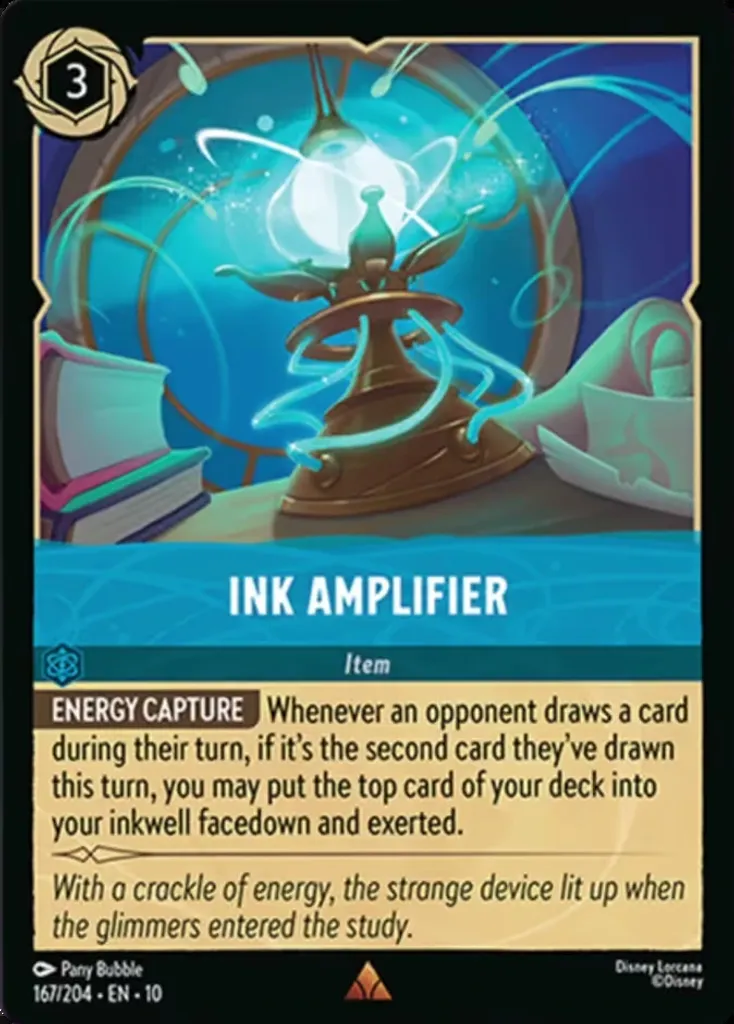 3
INK AMPLIFIER
Item
ENERGY CAPTURE Whenever an opponent draws a card
during their turn, if it's the second card they've drawn
this turn, you may put the top card of your deck into
your inkwell facedown and exerted.
With a crackle of energy, the strange device lit up when
the glimmers entered the study.
Pany Bubble
167/204 • EN • 10
Disney Lorcana
©Disney